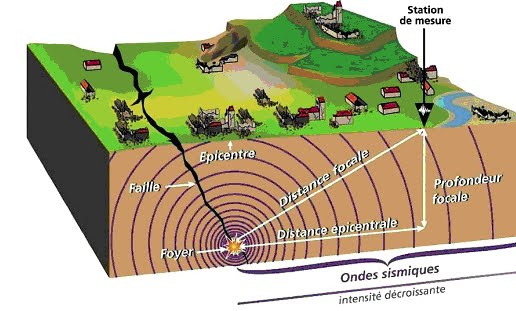 Station
de mesure
Epicentre
Distance focale
Faille
Profondeur
focale
Distance épicentrale
Foyer
Ondes sismiques
intensité décroissante